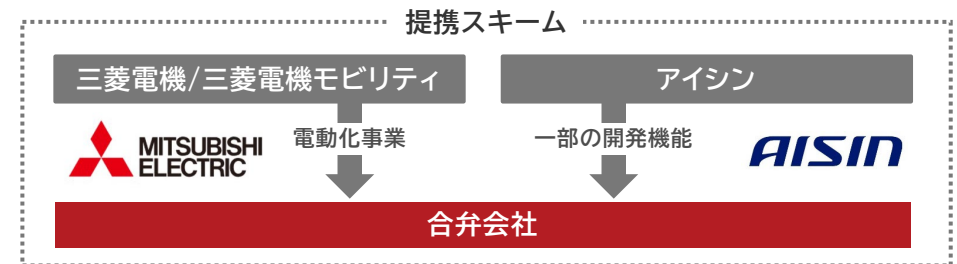 提携スキーム
三菱電機/三菱電機モビリティ
アイシン
MITSUBISHI
ELECTRIC
電動化事業
一部の開発機能
AISIN
合弁会社